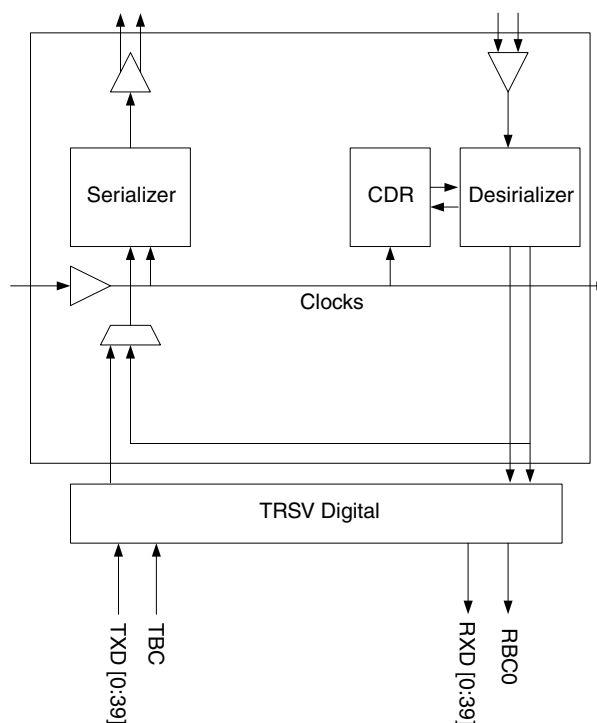 Serializer
CDR
Desirializer
Clocks
TRSV Digital
TXD [0:39]
TBC
RXD [0:39]
RBC0